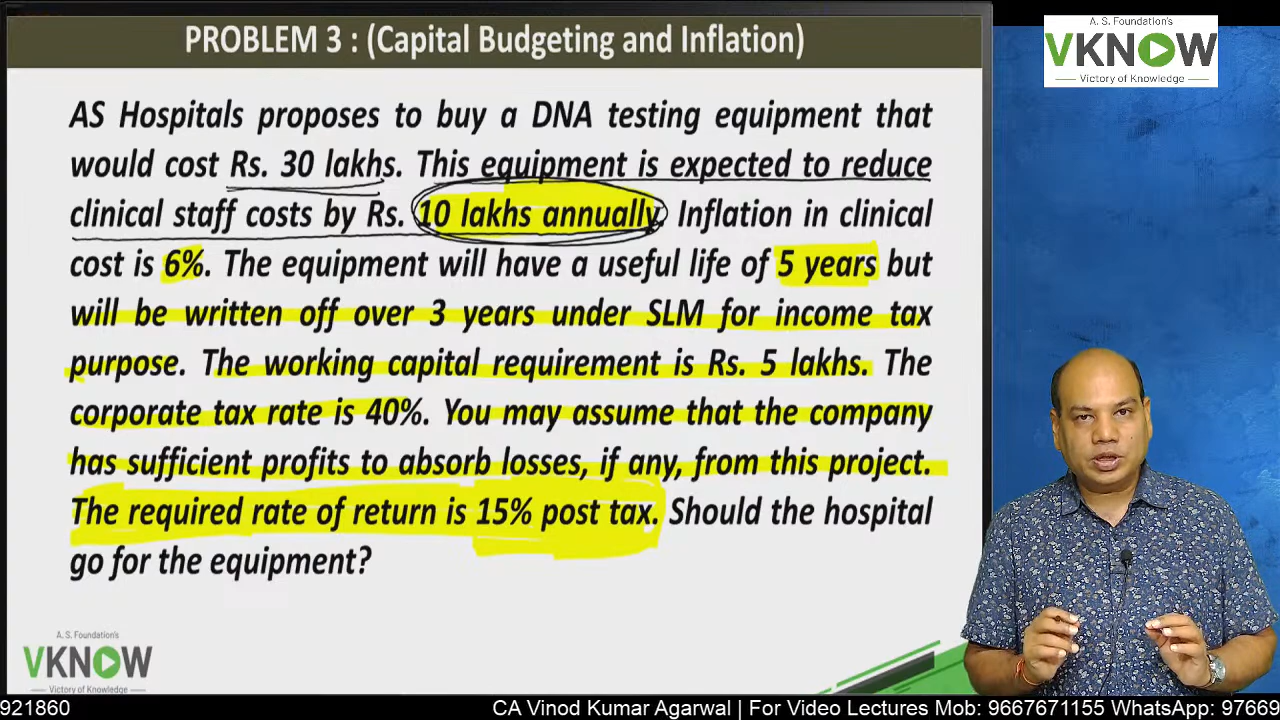 PROBLEM 3 : (Capital Budgeting and Inflation)
A. S. Foundation's
VKNOW
Victory of Knowledge
AS Hospitals proposes to buy a DNA testing equipment that
would cost Rs. 30 lakhs. This equipment is expected to reduce
clinical staff costs by Rs. 10 lakhs annually. Inflation in clinical
cost is 6%. The equipment will have a useful life of 5 years but
will be written off over 3 years under SLM for income tax
purpose. The working capital requirement is Rs. 5 lakhs. The
corporate tax rate is 40%. You may assume that the company
has sufficient profits to absorb losses, if any, from this project.
The required rate of return is 15% post tax. Should the hospital
go for the equipment?
A. S. Foundation's
VKNOW
Victory of Knowledge
921860 CA Vinod Kumar Agarwal | For Video Lectures Mob: 9667671155 WhatsApp: 97669